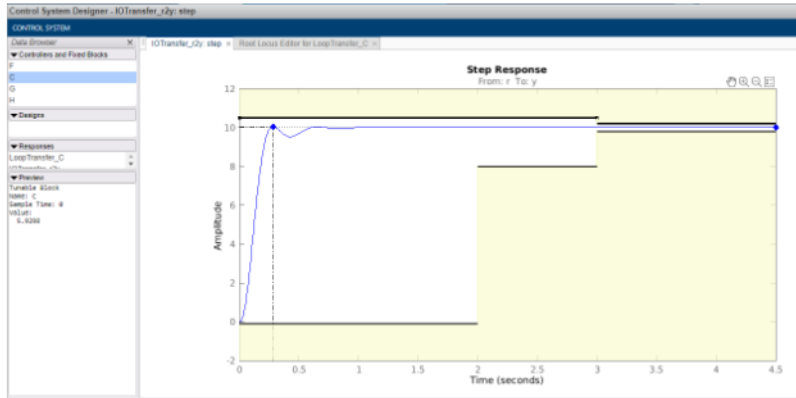 Control System Designer - IOTransfer_r2y: step
CONTROL SYSTEM
Data Browser
IOTransfer_r2y: step
Root Locus Editor for LoopTransfer_C
Controllers and Fixed Blocks
F
C
G
H
Designs
Responses
LoopTransfer_C
IOTransfer_r2y
Preview
Tunable Block
Name: C
Sample Time: 0
Value:
Step Response
From: r To: y
Amplitude
12
10
8
6
4
2
0
-2
0
0.5
1
1.5
2
2.5
3
3.5
4
4.5
Time (seconds)